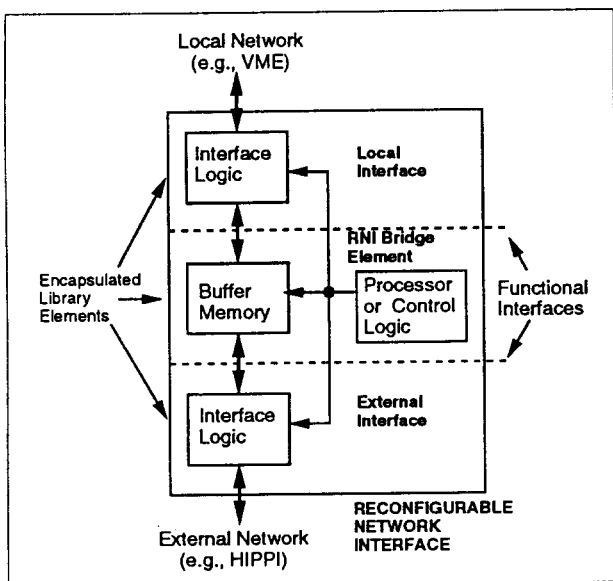 Local Network
(e.g., VME)
Interface
Logic
Local
Interface
RNI Bridge
Element
Encapsulated
Library
Elements
Buffer
Memory
Processor
or Control
Logic
Functional
Interfaces
Interface
Logic
External
Interface
External Network
(e.g., HIPPI)
RECONFIGURABLE
NETWORK
INTERFACE